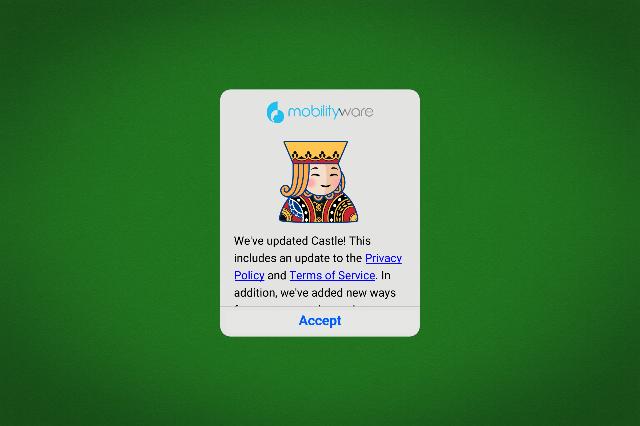 mobilityware
We've updated Castle! This
includes an update to the Privacy
Policy and Terms of Service. In
addition, we've added new ways
Accept